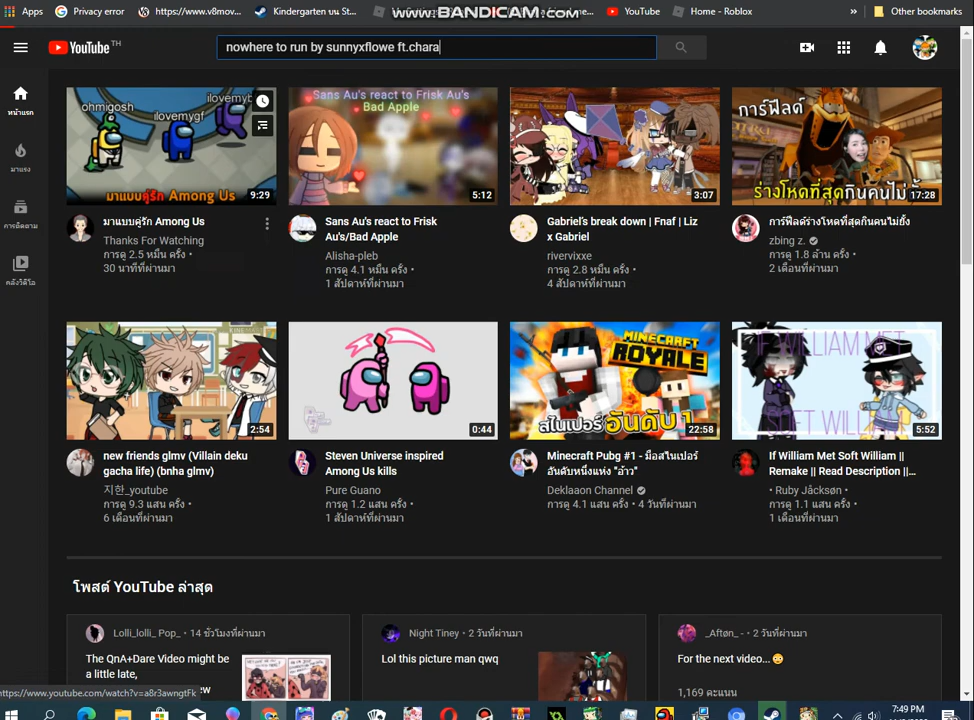 Apps
Privacy error
https://www.v8mov...
Kindergarten บน St...
www.BANDICAM.com
me...
YouTube
Home - Roblox
»
Other bookmarks
YouTube TH
nowhere to run by sunnyxflowe ft.chara
หน้าแรก
มาแรง
การติดตาม
คลังวิดีโอ
ohmigosh
ilovemygf
ilovemyb
มาแบบคู่รัก Among Us
9:29
Sans Au's react to Frisk Au's
Bad Apple
5:12
3:07
การ์ฟีลด์
ร่างโหดที่สุดกินคนไม่ยั้ง
17:28
มาแบบคู่รัก Among Us
Thanks For Watching
การดู 2.5 หมื่น ครั้ง •
30 นาทีที่ผ่านมา
Sans Au's react to Frisk
Au's/Bad Apple
Alisha-pleb
การดู 4.1 หมื่น ครั้ง •
1 สัปดาห์ที่ผ่านมา
Gabriel's break down | Fnaf | Liz
x Gabriel
rivervixxe
การดู 2.8 หมื่น ครั้ง •
4 สัปดาห์ที่ผ่านมา
การ์ฟีลด์ร่างโหดที่สุดกินคนไม่ยั้ง
zbing z.
การดู 1.8 ล้าน ครั้ง •
2 เดือนที่ผ่านมา
KINEMA
2:54
0:44
MINECRAFT
ROYALE
สไนเปอร์ อันดับ 1
22:58
IF WILLIAM MET
SOFT WILLIAM
5:52
new friends glmv (Villain deku
gacha life) (bnha glmv)
지한_youtube
การดู 9.3 แสน ครั้ง •
6 เดือนที่ผ่านมา
Steven Universe inspired
Among Us kills
Pure Guano
การดู 1.2 แสน ครั้ง •
1 สัปดาห์ที่ผ่านมา
Minecraft Pubg #1 - มือสไนเปอร์
อันดับหนึ่งแห่ง "อ๊าว"
Deklaaon Channel
การดู 4.1 แสน ครั้ง • 4 วันที่ผ่านมา
If William Met Soft William ||
Remake || Read Description ||...
• Ruby Jåcksøn •
การดู 1.1 แสน ครั้ง •
1 เดือนที่ผ่านมา
โพสต์ YouTube ล่าสุด
Lolli_lolli_ Pop_ • 14 ชั่วโมงที่ผ่านมา
The QnA+Dare Video might be
a little late,
ew
Night Tiney • 2 วันที่ผ่านมา
Lol this picture man qwq
_Aftøn_ - • 2 วันที่ผ่านมา
For the next video...
1,169 คะแนน
https://www.youtube.com/watch?v=a8r3awngtFk
7:49 PM